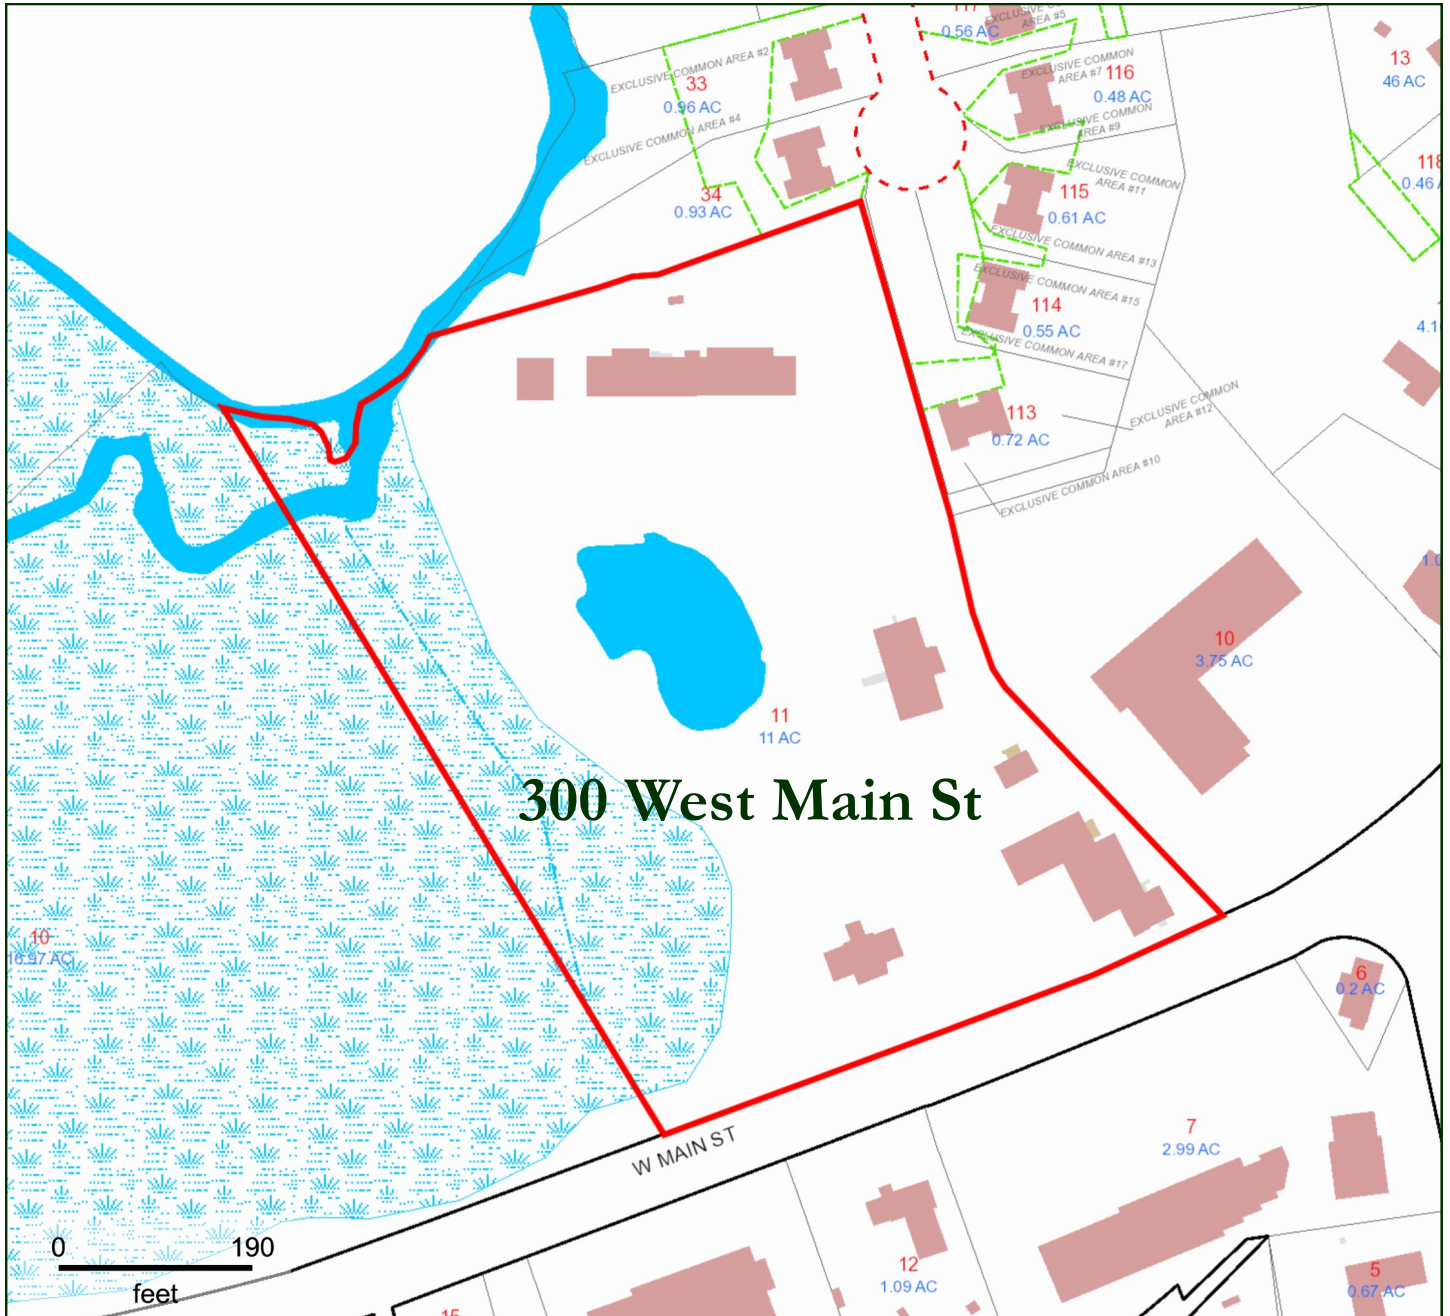 0.56 AC
EXCLUSIVE CO
AREA #5
EXCLUSIVE COMMON AREA #2
33
0.96 AC
EXCLUSIVE COMMON
AREA #7
116
0.48 AC
13
46 AC
EXCLUSIVE COMMON AREA #4
EXCLUSIVE COMMON
AREA #9
34
0.93 AC
EXCLUSIVE COMMON
AREA #11
115
0.61 AC
118
0.46
EXCLUSIVE COMMON AREA #13
EXCLUSIVE COMMON AREA #15
114
0.55 AC
EXCLUSIVE COMMON AREA #17
113
0.72 AC
EXCLUSIVE COMMON
AREA #12
EXCLUSIVE COMMON AREA #10
10
3.75 AC
11
11 AC
300 West Main St
10
16.97 AC
6
0.2 AC
W MAIN ST
7
2.99 AC
12
1.09 AC
5
0.67 AC
0 190
feet